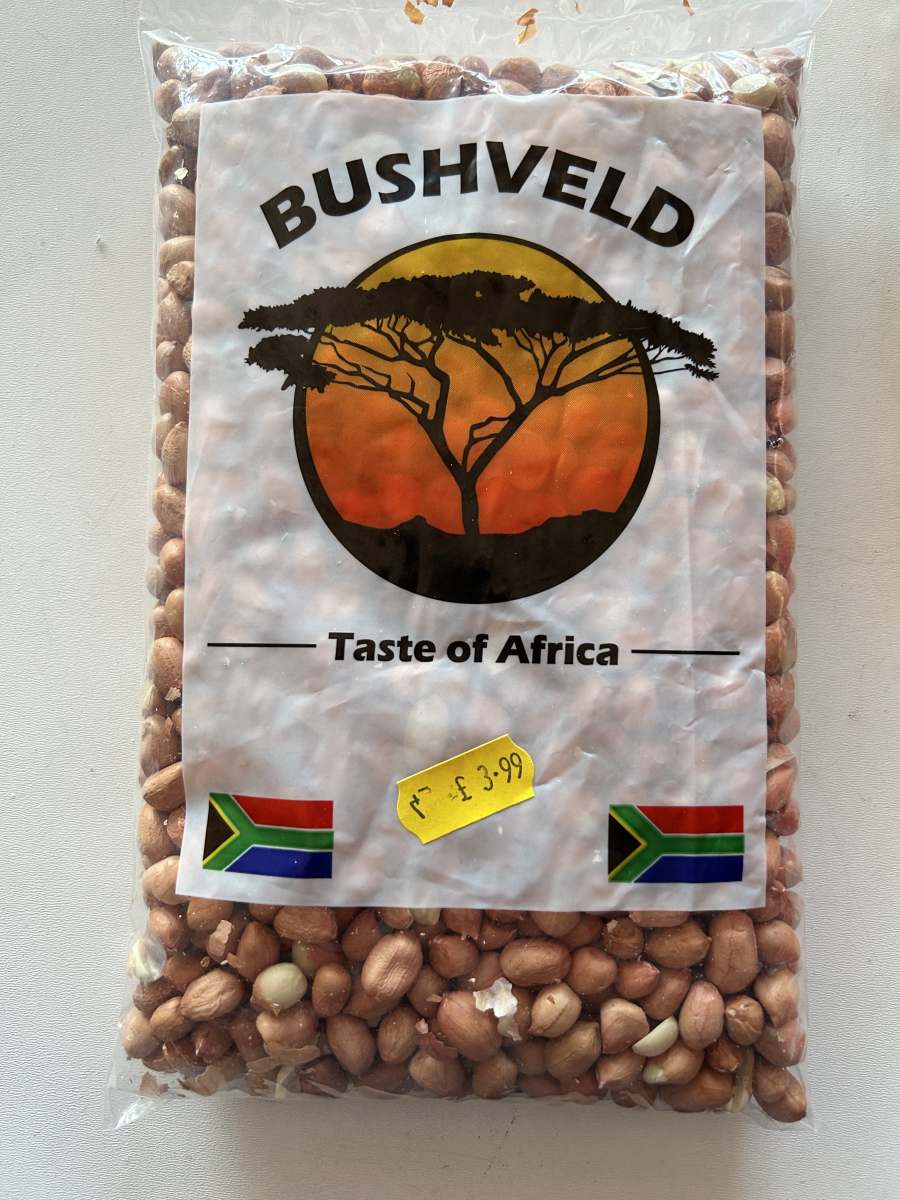 BUSHVELD
Taste of Africa
£ 3.99